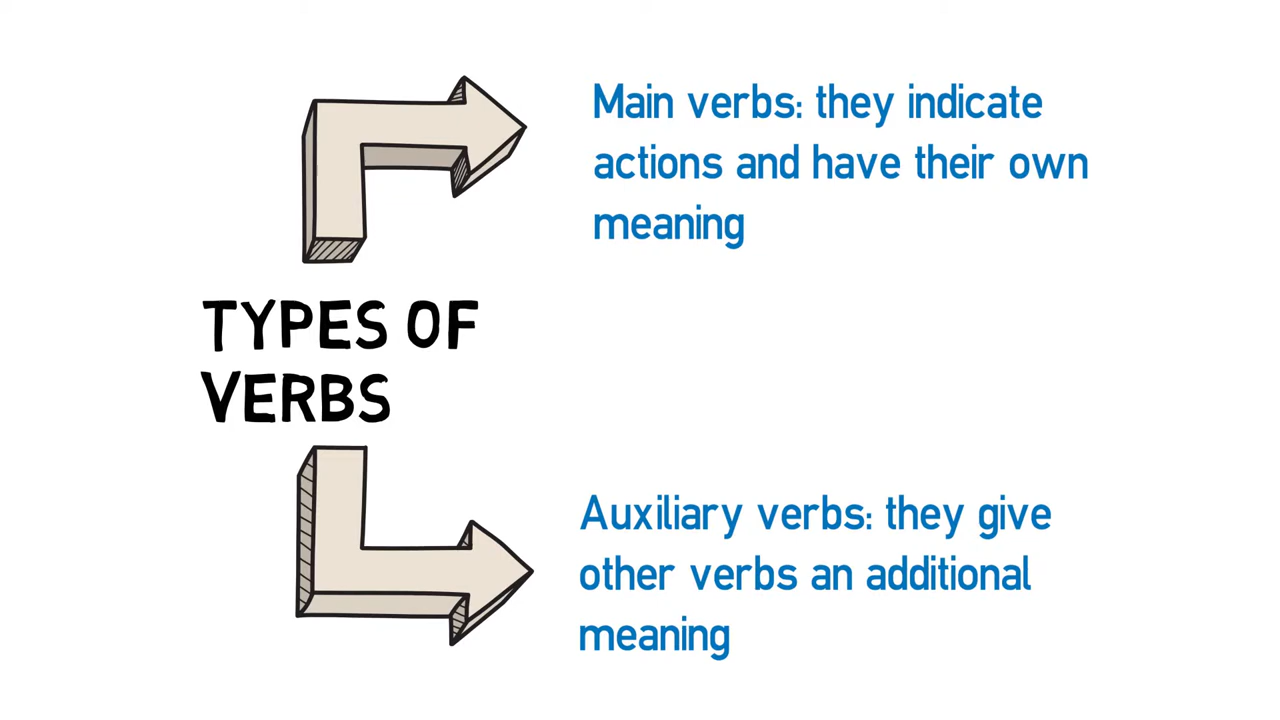 Main verbs: they indicate
actions and have their own
meaning
TYPES OF
VERBS
Auxiliary verbs: they give
other verbs an additional
meaning